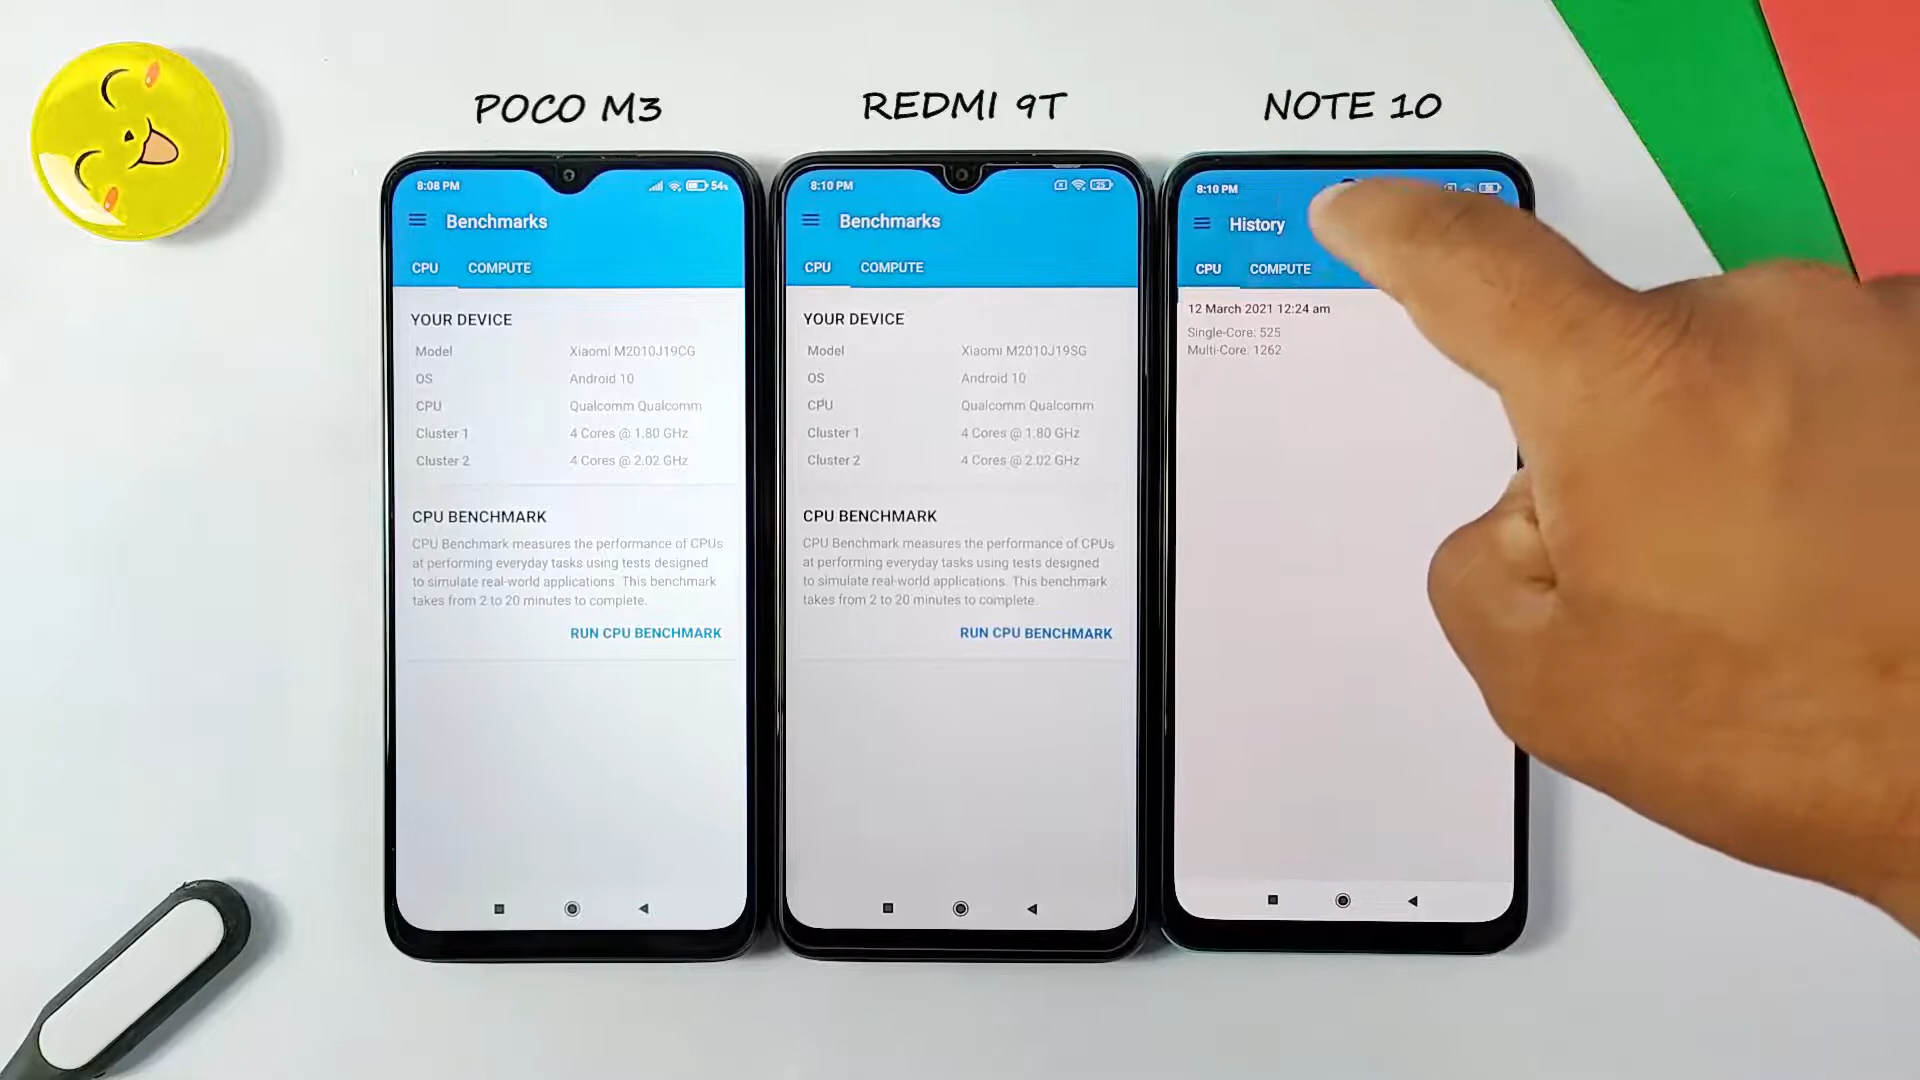 POCO M3
REDMI 9T
NOTE 10
8:08 PM
54%
Benchmarks
CPU COMPUTE
YOUR DEVICE
Model Xiaomi M2010J19CG
OS Android 10
CPU Qualcomm Qualcomm
Cluster 1 4 Cores @ 1.80 GHz
Cluster 2 4 Cores @ 2.02 GHz
CPU BENCHMARK
CPU Benchmark measures the performance of CPUs
at performing everyday tasks using tests designed
to simulate real-world applications. This benchmark
takes from 2 to 20 minutes to complete.
RUN CPU BENCHMARK
8:10 PM
25
Benchmarks
CPU COMPUTE
YOUR DEVICE
Model Xiaomi M2010J19SG
OS Android 10
CPU Qualcomm Qualcomm
Cluster 1 4 Cores @ 1.80 GHz
Cluster 2 4 Cores @ 2.02 GHz
CPU BENCHMARK
CPU Benchmark measures the performance of CPUs
at performing everyday tasks using tests designed
to simulate real-world applications. This benchmark
takes from 2 to 20 minutes to complete.
RUN CPU BENCHMARK
8:10 PM
History
CPU COMPUTE
12 March 2021 12:24 am
Single-Core: 525
Multi-Core: 1262